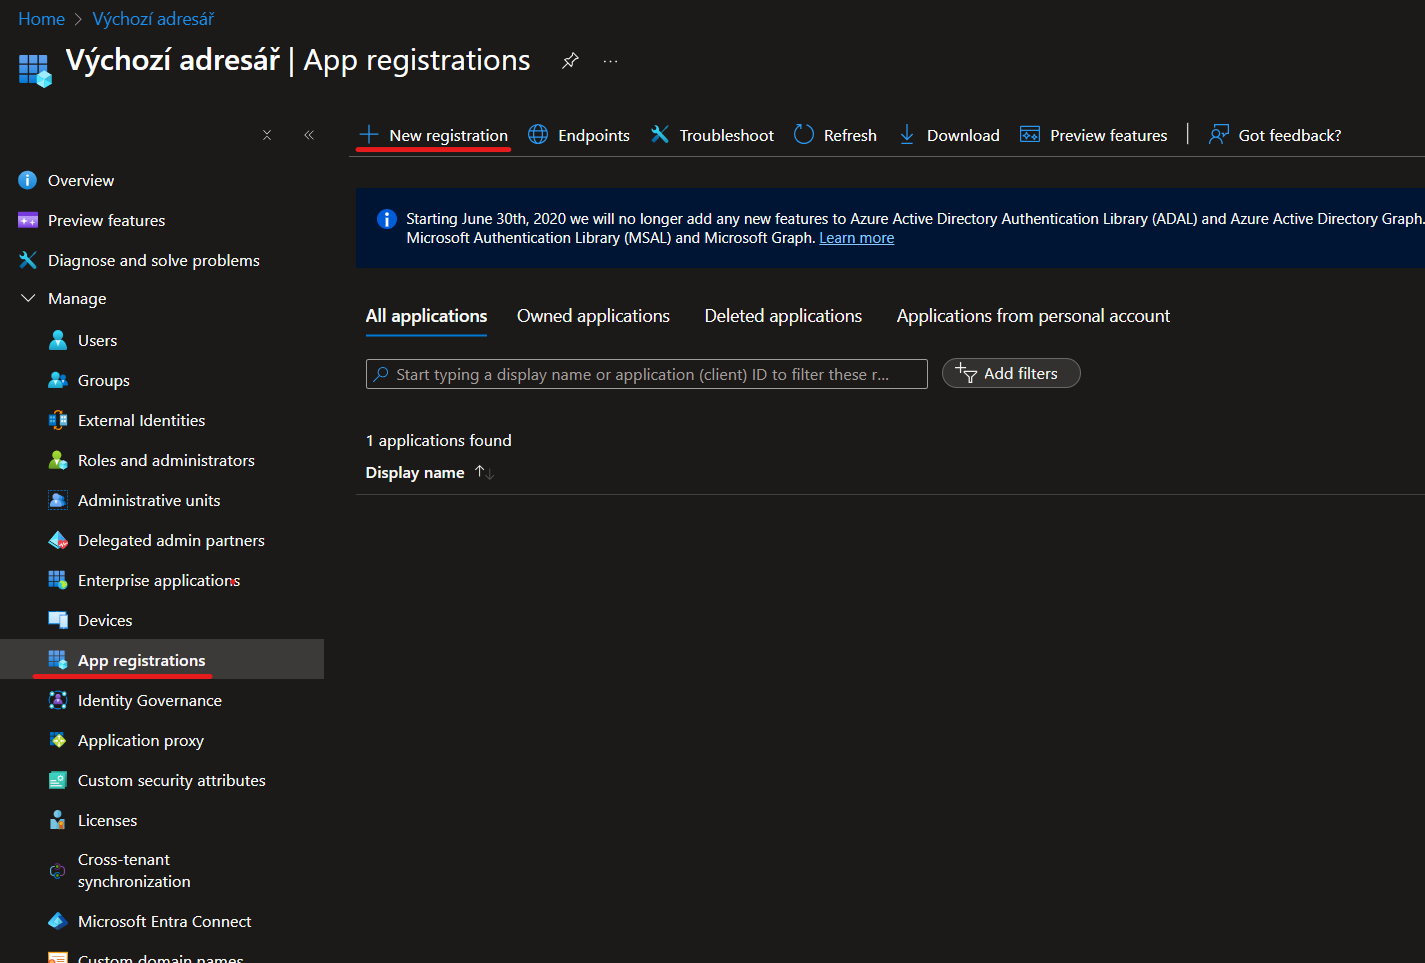 Home > Výchozí adresář
Výchozí adresář | App registrations
New registration
Endpoints
Troubleshoot
Refresh
Download
Preview features
Got feedback?
Overview
Preview features
Diagnose and solve problems
Manage
Users
Groups
External Identities
Roles and administrators
Administrative units
Delegated admin partners
Enterprise applications
Devices
App registrations
Identity Governance
Application proxy
Custom security attributes
Licenses
Cross-tenant
synchronization
Microsoft Entra Connect
Custom domain names
Starting June 30th, 2020 we will no longer add any new features to Azure Active Directory Authentication Library (ADAL) and Azure Active Directory Graph.
Microsoft Authentication Library (MSAL) and Microsoft Graph. Learn more
All applications
Owned applications
Deleted applications
Applications from personal account
Start typing a display name or application (client) ID to filter these r...
Add filters
1 applications found
Display name